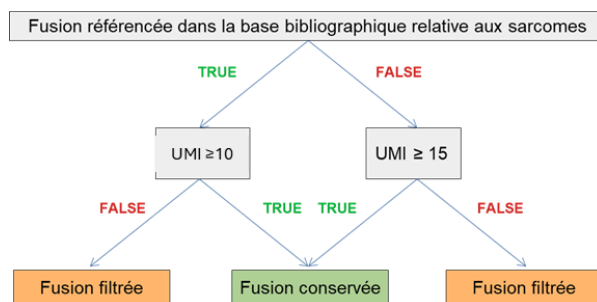 Fusion référencée dans la base bibliographique relative aux sarcomes
TRUE FALSE
UMI ≥10 UMI ≥ 15
FALSE TRUE TRUE FALSE
Fusion filtrée Fusion conservée Fusion filtrée